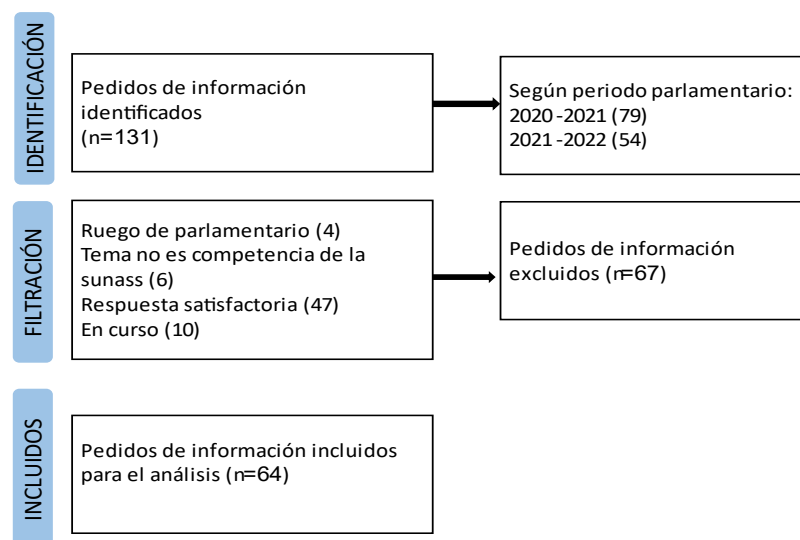 IDENTIFICACIÓN
Pedidos de información
identificados
(n=131)
Según periodo parlamentario:
2020 -2021 (79)
2021 -2022 (54)
FILTRACIÓN
Ruego de parlamentario (4)
Tema no es competencia de la
sunass (6)
Respuesta satisfactoria (47)
En curso (10)
Pedidos de información
excluidos (n=67)
INCLUIDOS
Pedidos de información incluidos
para el análisis (n=64)